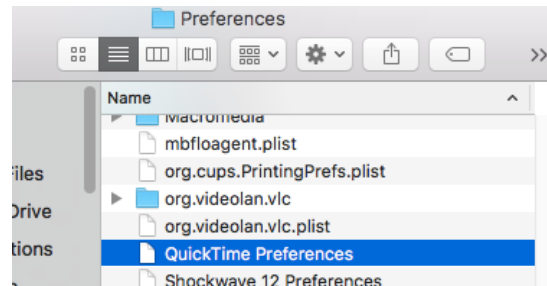 Preferences
Name
Macromedia
mbfloagent.plist
iles
org.cups.PrintingPrefs.plist
org.videolan.vlc
Drive
org.videolan.vlc.plist
tions
QuickTime Preferences
Shockwave 12 Preferences